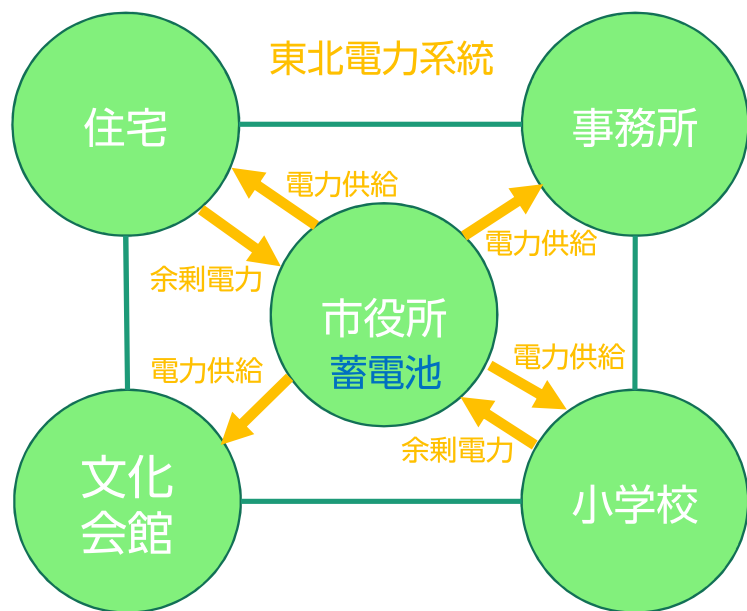 東北電力系統
住宅
事務所
電力供給
電力供給
余剰電力
市役所
蓄電池
電力供給
電力供給
余剰電力
文化
会館
小学校